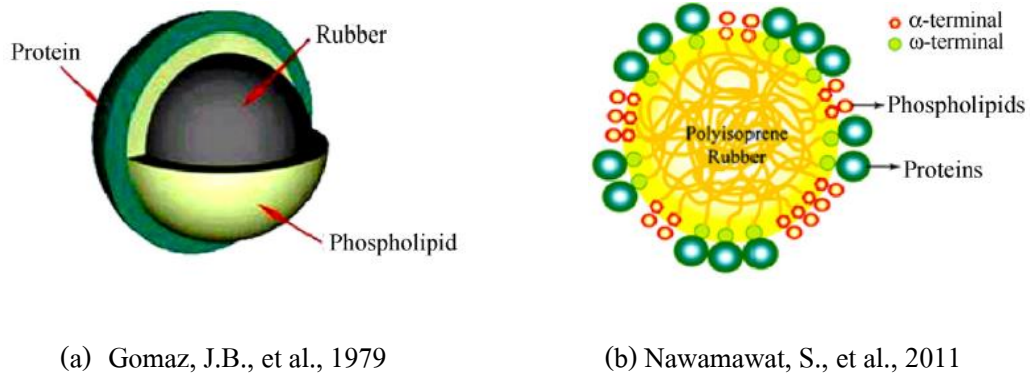 Protein
Rubber
Phospholipid
α-terminal
ω-terminal
Phospholipids
Polyisoprene
Rubber
Proteins
(a) Gomaz, J.B., et al., 1979
(b) Nawamawat, S., et al., 2011